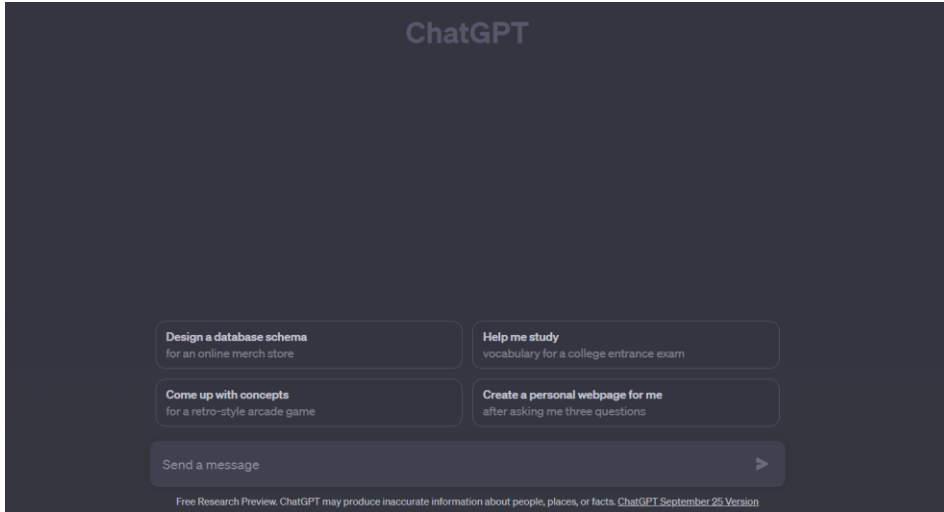 ChatGPT
Design a database schema
for an online merch store
Help me study
vocabulary for a college entrance exam
Come up with concepts
for a retro-style arcade game
Create a personal webpage for me
after asking me three questions
Send a message
Free Research Preview. ChatGPT may produce inaccurate information about people, places, or facts. ChatGPT September 25 Version